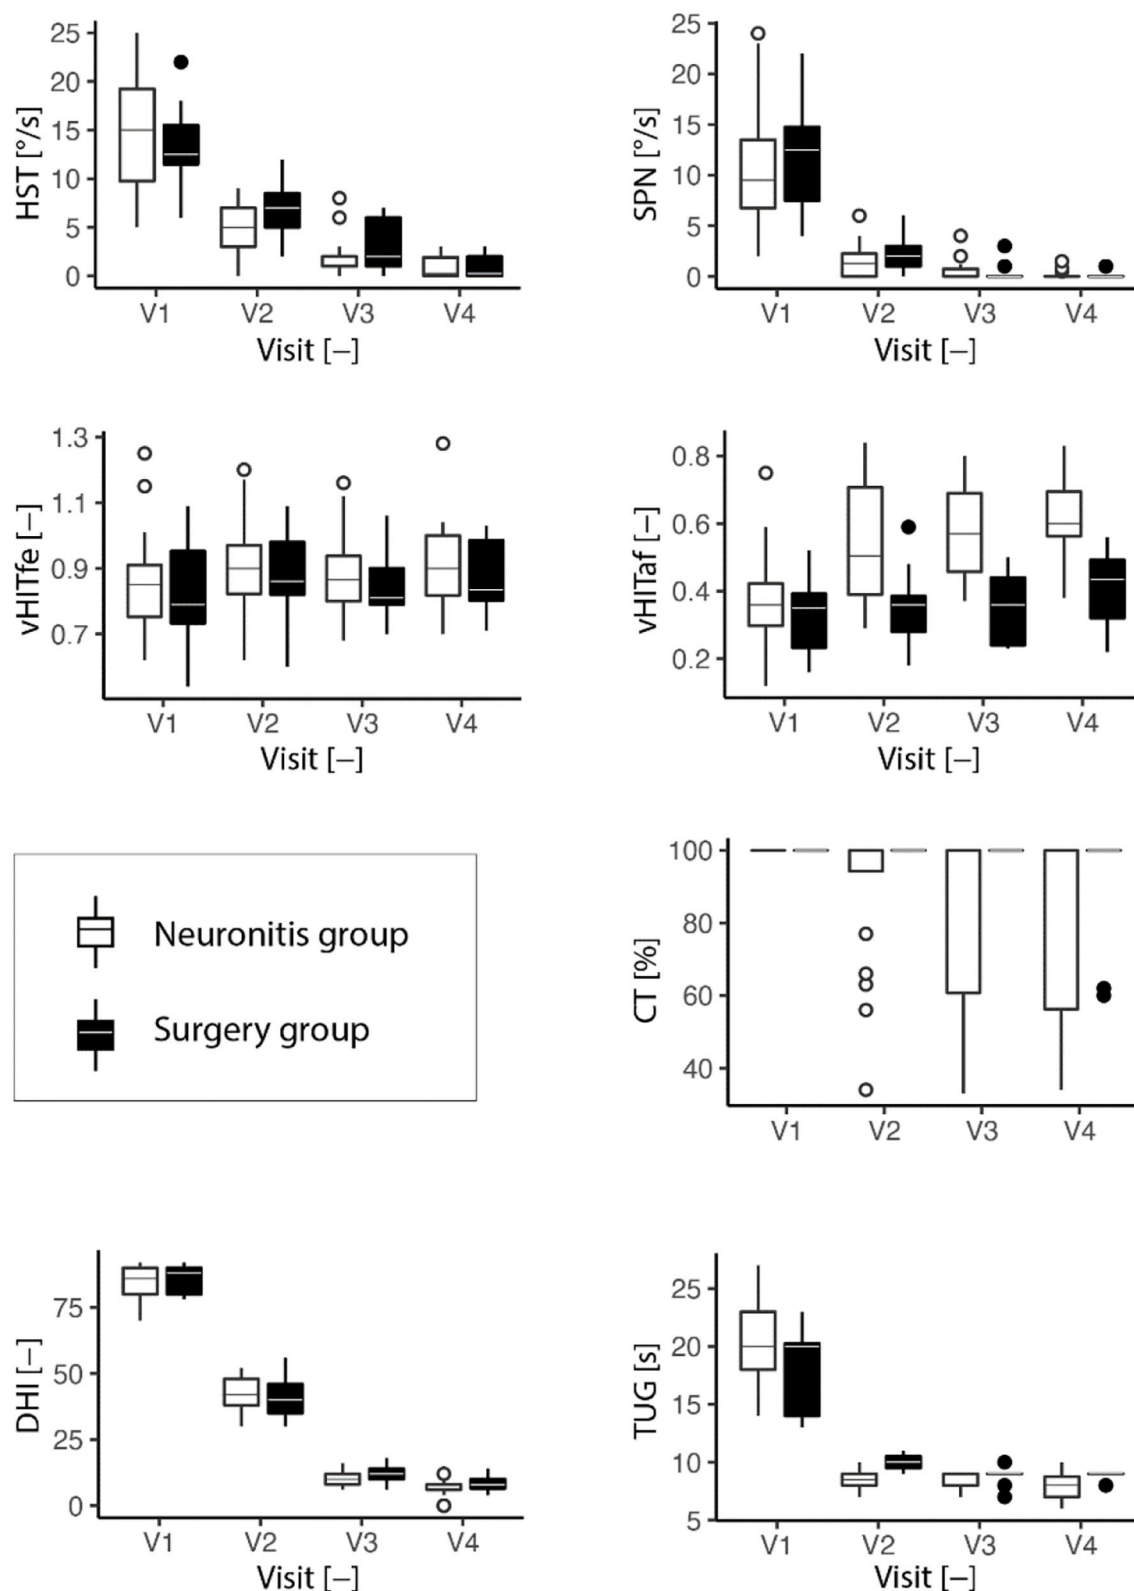 HST [°/s]
25
20
15
10
5
0
V1 V2 V3 V4
Visit [–]
SPN [°/s]
25
20
15
10
5
0
V1 V2 V3 V4
Visit [–]
vHITfe [–]
1.3
1.1
0.9
0.7
V1 V2 V3 V4
Visit [–]
vHITaf [–]
0.8
0.6
0.4
0.2
V1 V2 V3 V4
Visit [–]
Neuronitis group
Surgery group
CT [%]
100
80
60
40
V1 V2 V3 V4
DHI [–]
75
50
25
0
V1 V2 V3 V4
Visit [–]
TUG [s]
25
20
15
10
5
V1 V2 V3 V4
Visit [–]